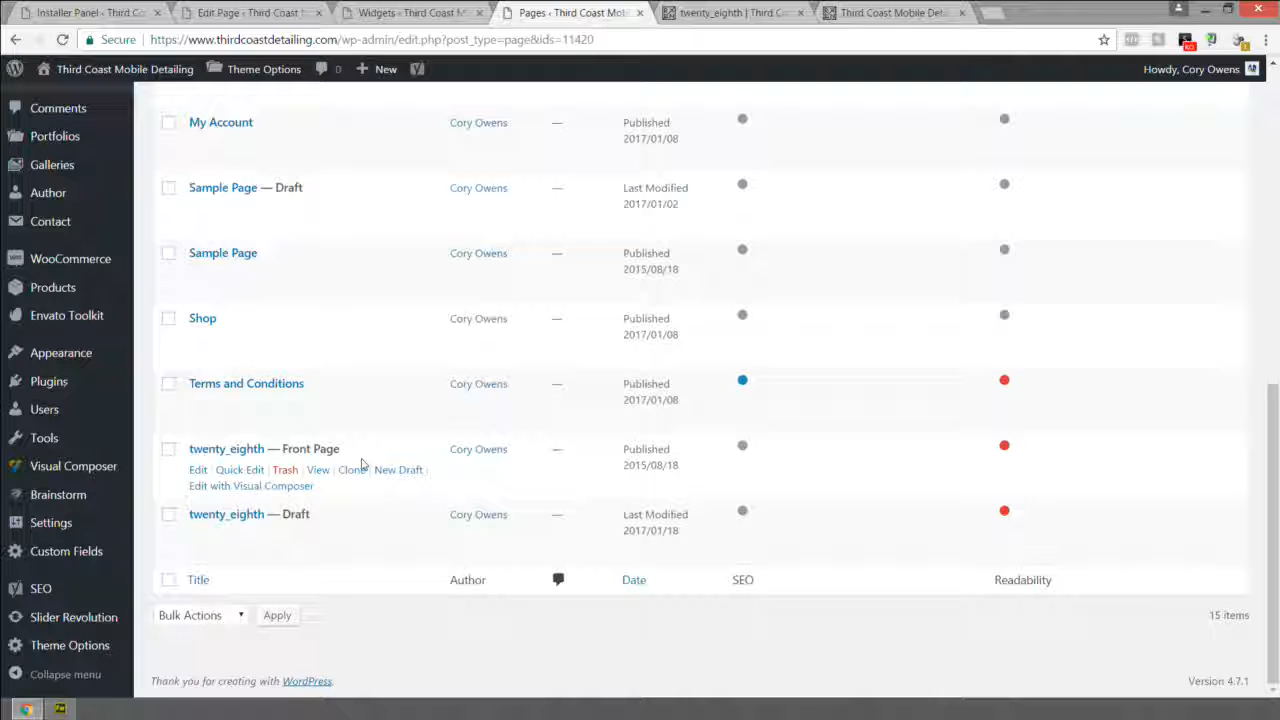 Installer Panel - Third C
Edit Page - Third Coast
Widgets - Third Coast M
Pages - Third Coast Mob
twenty_eighth | Third C
Third Coast Mobile Deta
Secure https://www.thirdcoastdetailing.com/wp-admin/edit.php?post_type=page&ids=11420
Third Coast Mobile Detailing Theme Options 0 New Howdy, Cory Owens
Comments
Portfolios
Galleries
Author
Contact
WooCommerce
Products
Envato Toolkit
Appearance
Plugins
Users
Tools
Visual Composer
Brainstorm
Settings
Custom Fields
SEO
Slider Revolution
Theme Options
Collapse menu
My Account Cory Owens — Published
2017/01/08
Sample Page — Draft Cory Owens — Last Modified
2017/01/02
Sample Page Cory Owens — Published
2015/08/18
Shop Cory Owens — Published
2017/01/08
Terms and Conditions Cory Owens — Published
2017/01/08
twenty_eighth — Front Page Cory Owens — Published
2015/08/18
Edit | Quick Edit | Trash | View | Clone | New Draft |
Edit with Visual Composer
twenty_eighth — Draft Cory Owens — Last Modified
2017/01/18
Title Author Date SEO Readability
Bulk Actions Apply 15 items
Thank you for creating with WordPress. Version 4.7.1